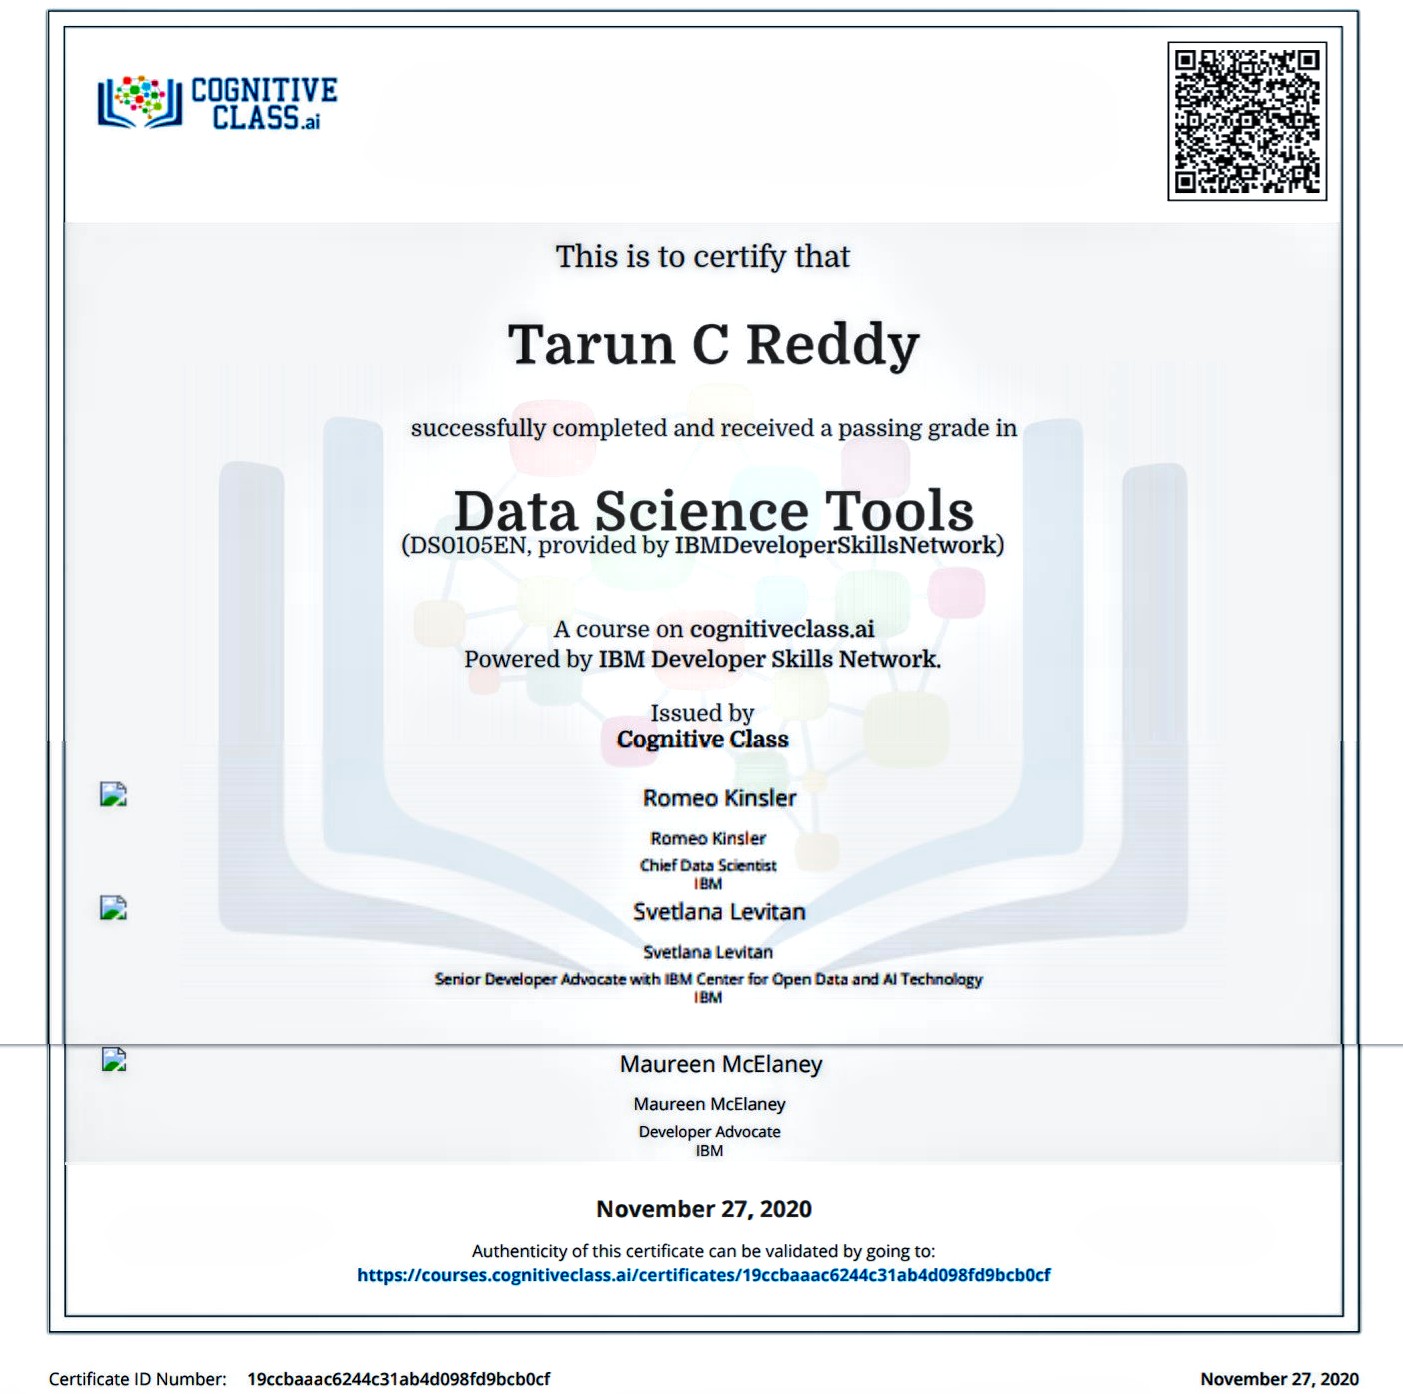 COGNITIVE
CLASS.ai
This is to certify that
Tarun C Reddy
successfully completed and received a passing grade in
Data Science Tools
(DS0105EN, provided by IBMDeveloperSkillsNetwork)
A course on cognitiveclass.ai
Powered by IBM Developer Skills Network.
Issued by
Cognitive Class
Romeo Kinsler
Romeo Kinsler
Chief Data Scientist
IBM
Svetlana Levitan
Svetlana Levitan
Senior Developer Advocate with IBM Center for Open Data and AI Technology
IBM
Maureen McElaney
Maureen McElaney
Developer Advocate
IBM
November 27, 2020
Authenticity of this certificate can be validated by going to:
https://courses.cognitiveclass.ai/certificates/19ccbaaac6244c31ab4d098fd9bcb0cf
Certificate ID Number: 19ccbaaac6244c31ab4d098fd9bcb0cf
November 27, 2020